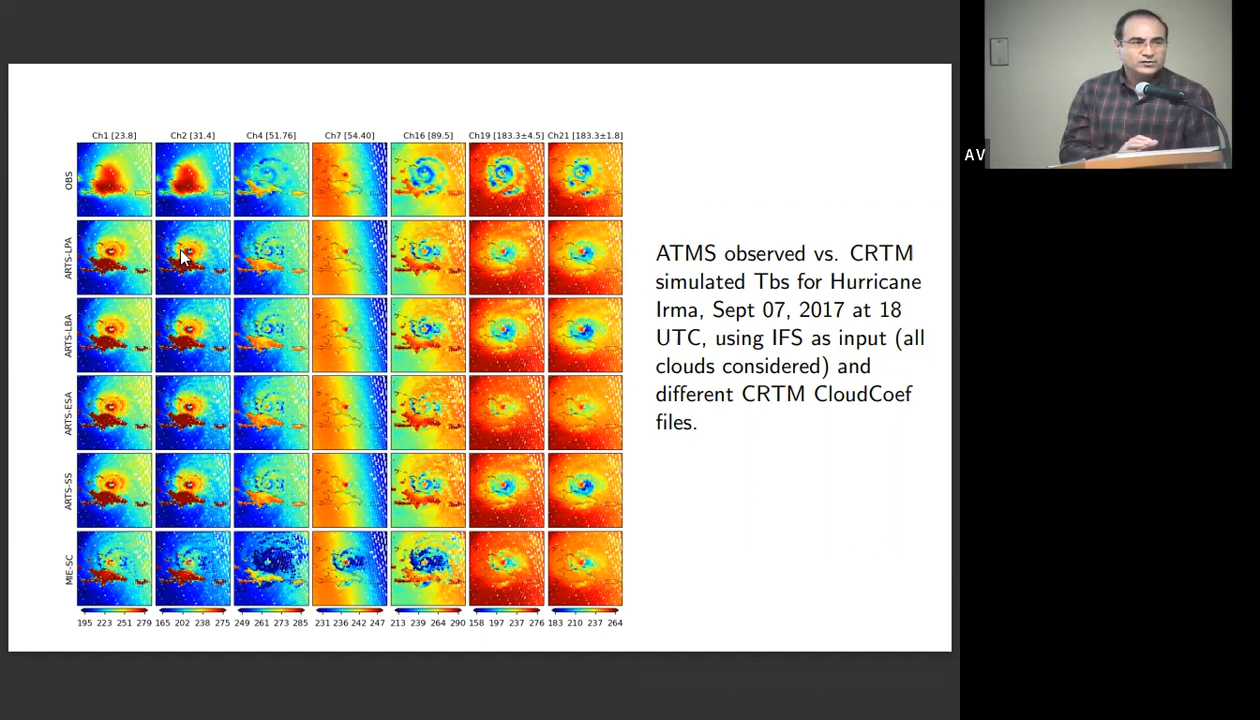 Ch1 [23.8] Ch2 [31.4] Ch4 [51.76] Ch7 [54.40] Ch16 [89.5] Ch19 [183.3±4.5] Ch21 [183.3±1.8]
OBS
ARTS-LPA
ARTS-LBA
ARTS-ESA
ARTS-SS
MIE-SC
195 223 251 279 165 202 238 275 249 261 273 285 231 236 242 247 213 239 264 290 158 197 237 276 183 210 237 264
ATMS observed vs. CRTM
simulated Tbs for Hurricane
Irma, Sept 07, 2017 at 18
UTC, using IFS as input (all
clouds considered) and
different CRTM CloudCoef
files.
AV